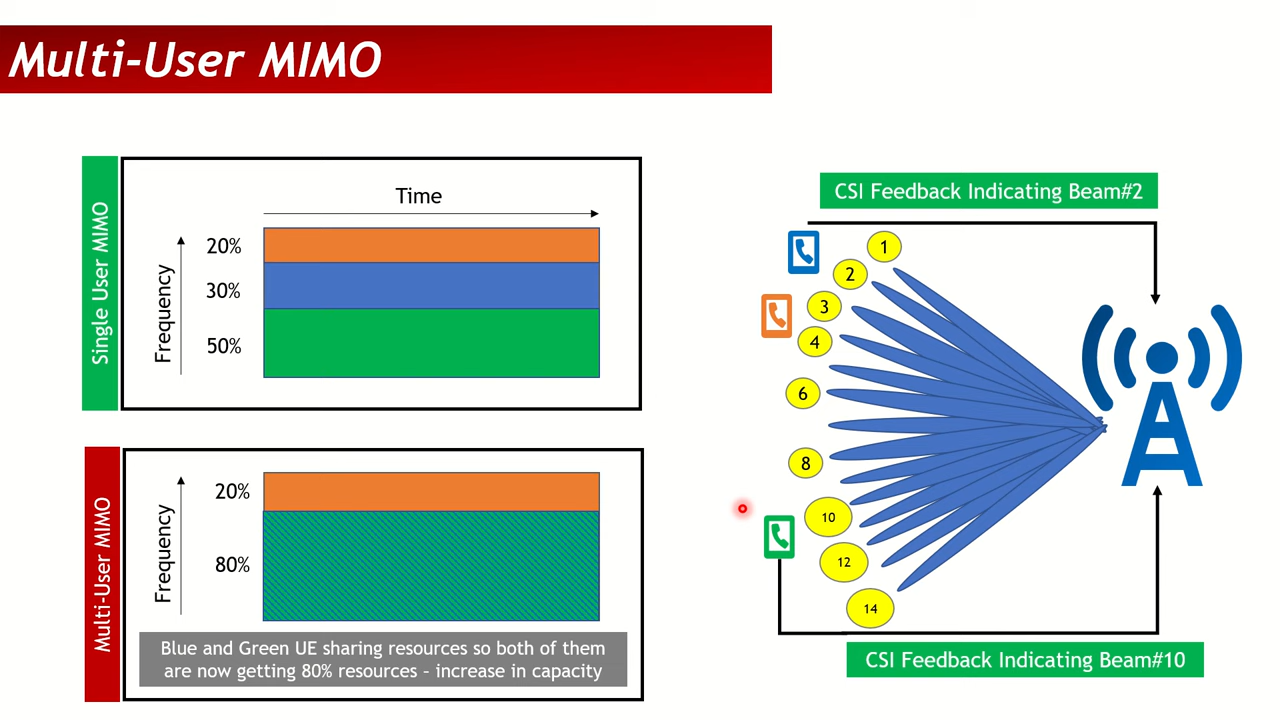 Multi-User MIMO
Single User MIMO
Time
Frequency
20%
30%
50%
Multi-User MIMO
Frequency
20%
80%
Blue and Green UE sharing resources so both of them
are now getting 80% resources - increase in capacity
CSI Feedback Indicating Beam#2
1
2
3
4
6
8
10
12
14
CSI Feedback Indicating Beam#10